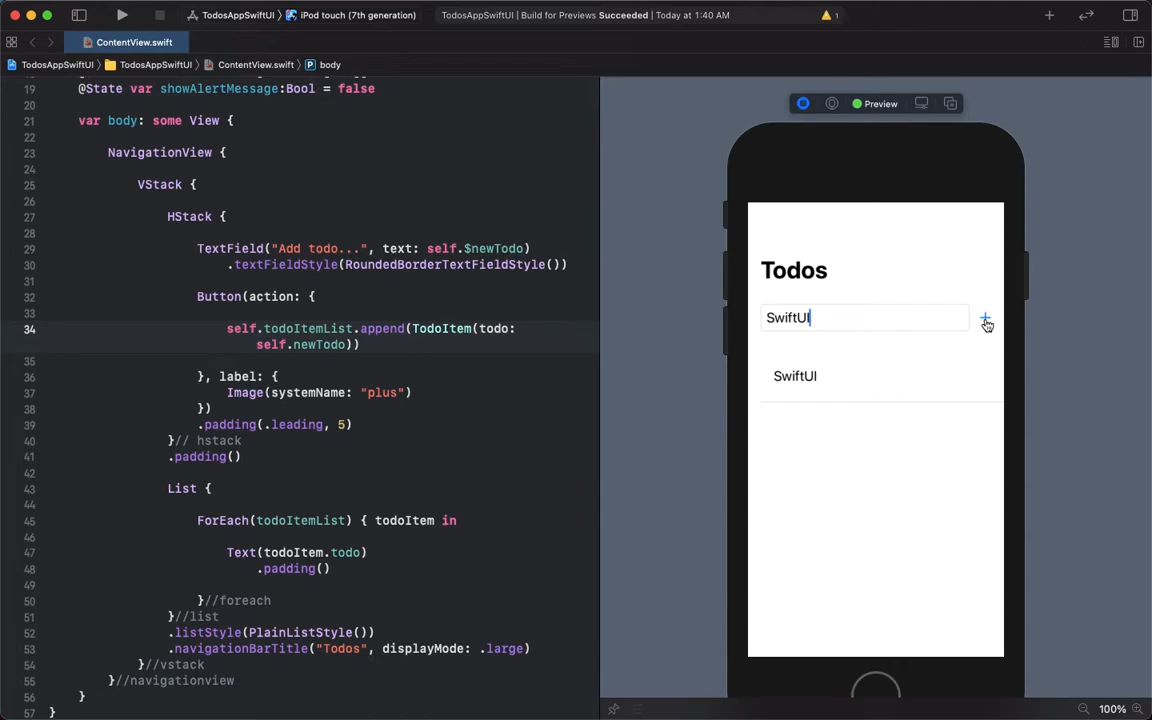 TodosAppSwiftUI 〉 iPod touch (7th generation)
TodosAppSwiftUI | Build for Previews Succeeded | Today at 1:40 AM
1
ContentView.swift
TodosAppSwiftUI 〉 TodosAppSwiftUI 〉 ContentView.swift 〉 P body
19 @State var showAlertMessage:Bool = false
20
21 var body: some View {
22
23 NavigationView {
24
25 VStack {
26
27 HStack {
28
29 TextField("Add todo...", text: self.$newTodo)
30 .textFieldStyle(RoundedBorderTextFieldStyle())
31
32 Button(action: {
33
34 self.todoItemList.append(TodoItem(todo:
self.newTodo))
35
36 }, label: {
37 Image(systemName: "plus")
38 })
39 .padding(.leading, 5)
40 }// hstack
41 .padding()
42
43 List {
44
45 ForEach(todoItemList) { todoItem in
46
47 Text(todoItem.todo)
48 .padding()
49
50 }//foreach
51 }//list
52 .listStyle(PlainListStyle())
53 .navigationBarTitle("Todos", displayMode: .large)
54 }//vstack
55 }//navigationview
56 }
57 }
Preview
Todos
SwiftUI
SwiftUI
100%